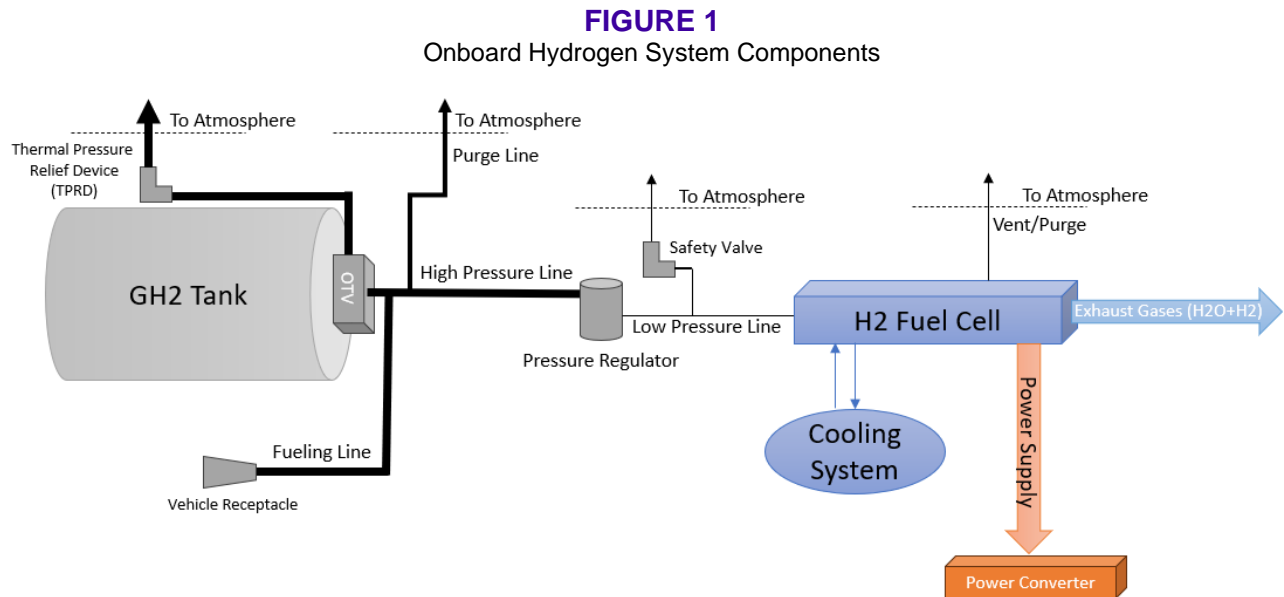 FIGURE 1
Onboard Hydrogen System Components
To Atmosphere
To Atmosphere
Thermal Pressure
Relief Device
(TPRD)
Purge Line
To Atmosphere
To Atmosphere
Vent/Purge
Safety Valve
GH2 Tank
OTV
High Pressure Line
Low Pressure Line
H2 Fuel Cell
Exhaust Gases (H2O+H2)
Pressure Regulator
Power Supply
Cooling
System
Fueling Line
Vehicle Receptacle
Power Converter